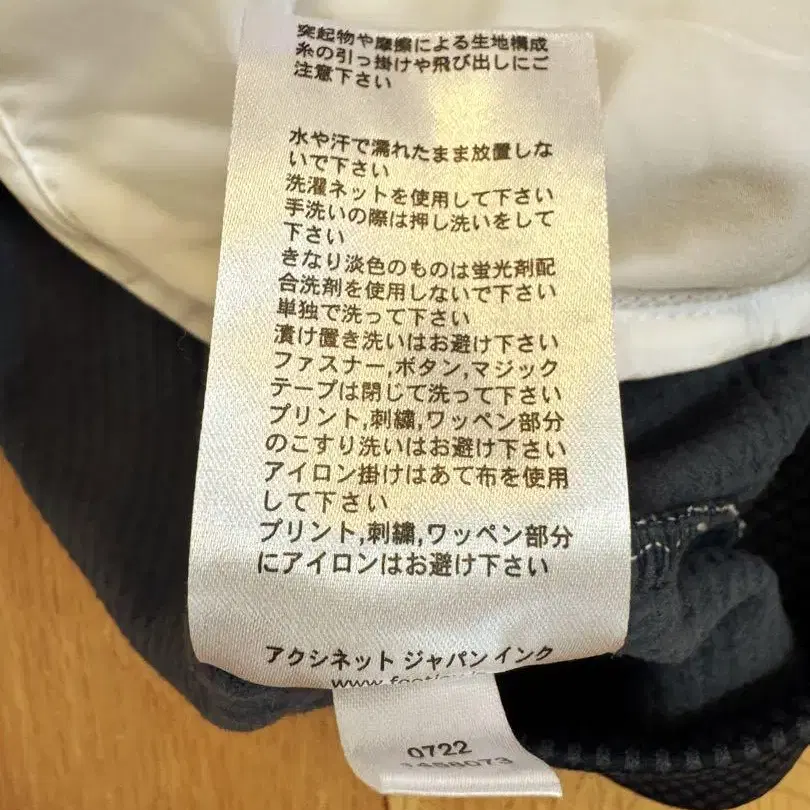 突起物や摩擦による生地構成
糸の引っ掛けや飛び出しにご
注意下さい
水や汗で濡れたまま放置しな
いで下さい
洗濯ネットを使用して下さい
手洗いの際は押し洗いをして
下さい
きなり淡色のものは蛍光剤配
合洗剤を使用しないで下さい
単独で洗って下さい
漬け置き洗いはお避け下さい
ファスナー,ボタン,マジック
テープは閉じて洗って下さい
プリント,刺繍,ワッペン部分
のこすり洗いはお避け下さい
アイロン掛けはあて布を使用
して下さい
プリント,刺繍,ワッペン部分
にアイロンはお避け下さい
アクシネット ジャパン インク
0722
1458073